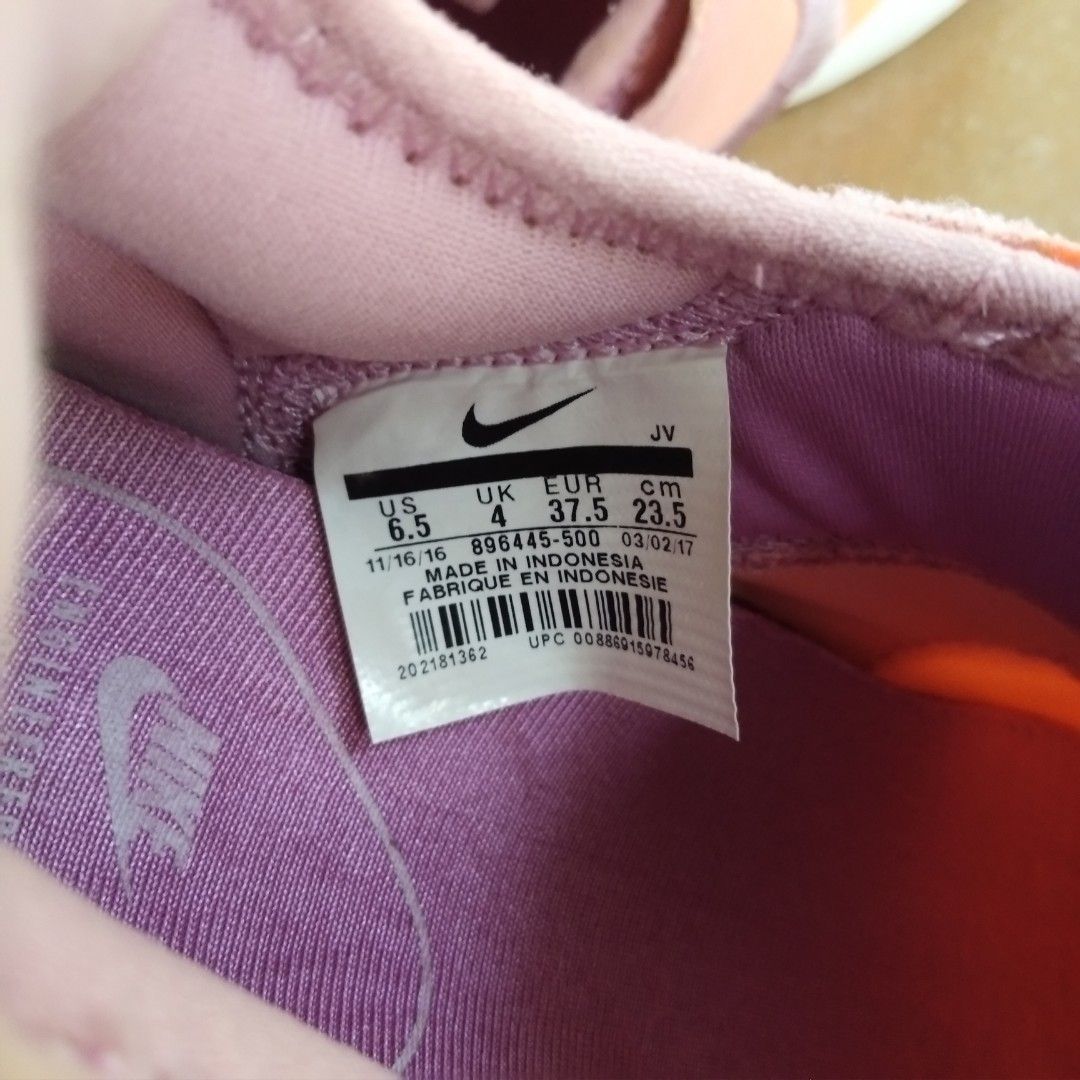 JV
US UK EUR cm
6.5 4 37.5 23.5
11/16/16 896445-500 03/02/17
MADE IN INDONESIA
FABRIQUE EN INDONESIE
202181362 UPC 00886915978456
NIKE